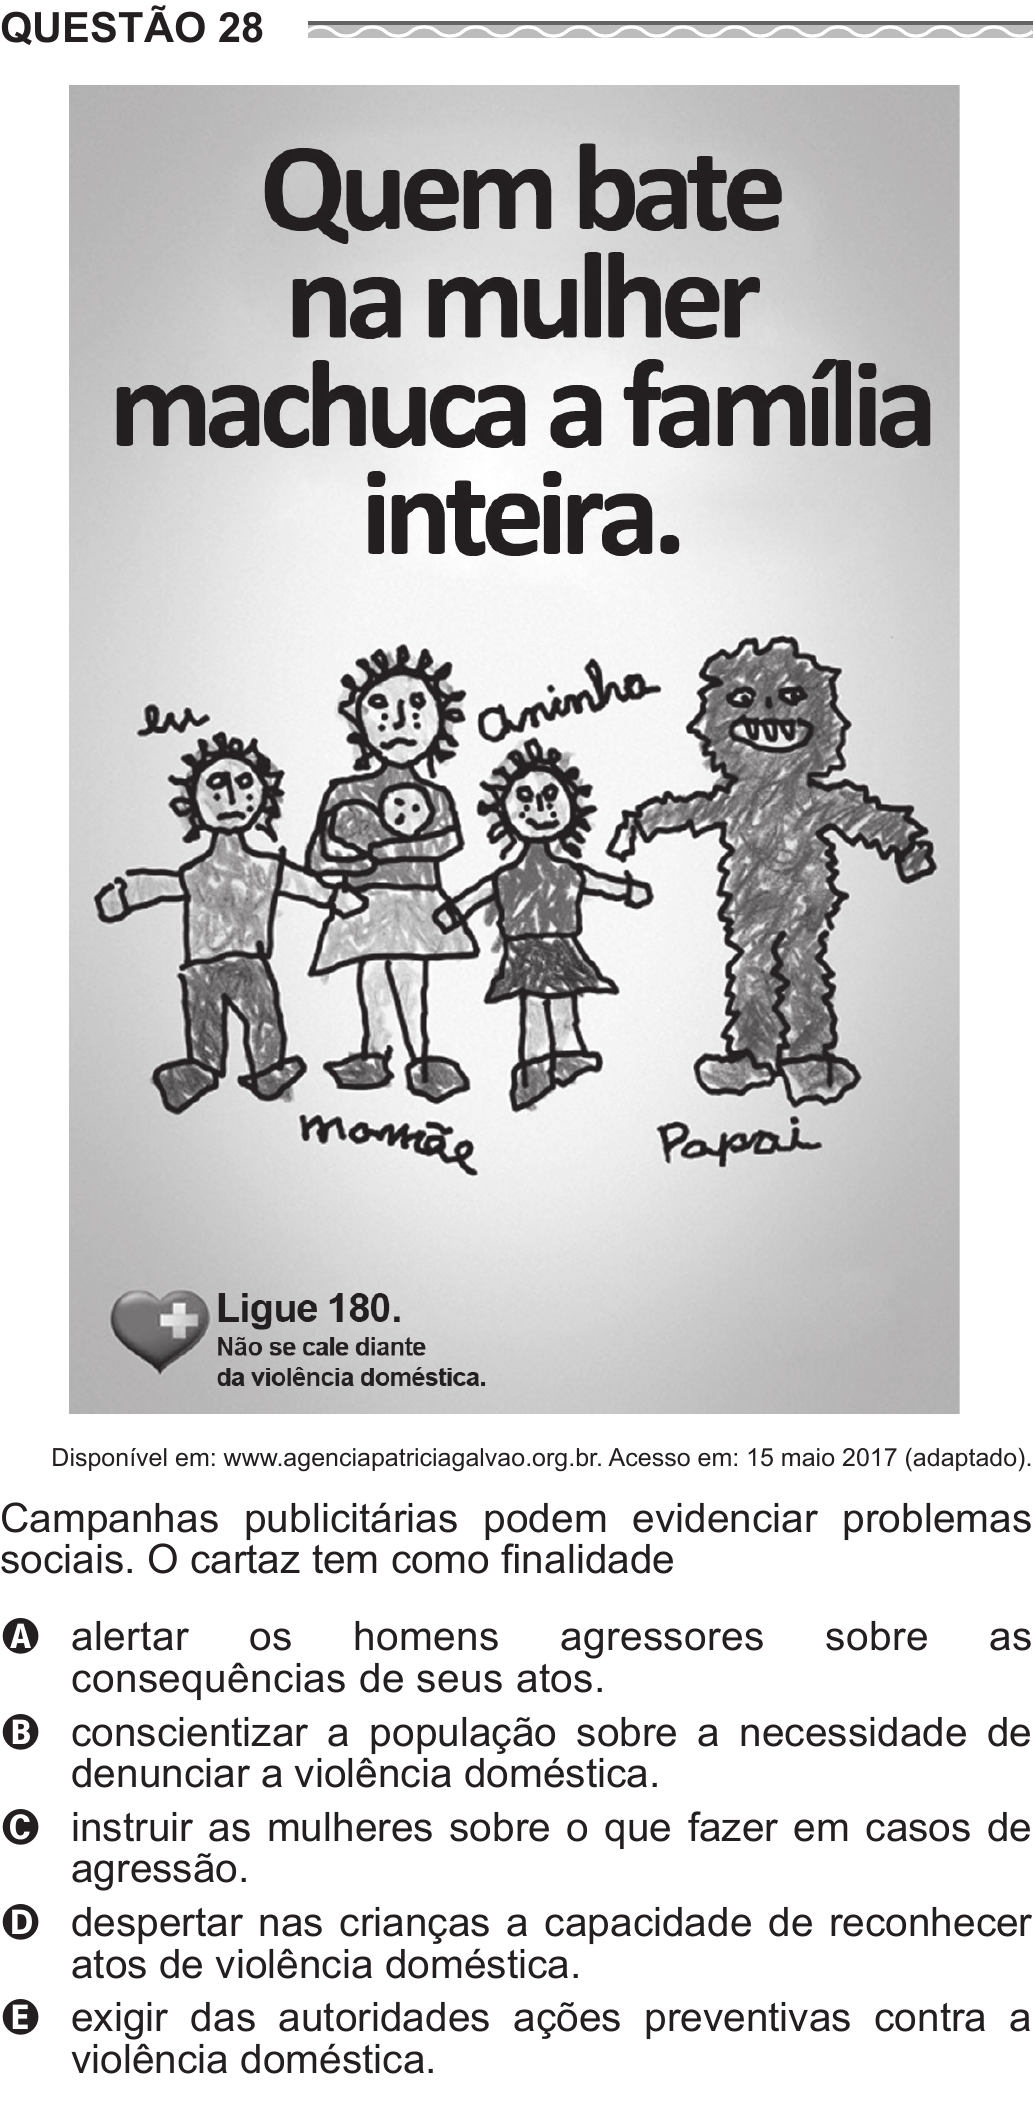 QUESTÃO 28
Quem bate
na mulher
machuca a família
inteira.
eu
aninha
mamãe
Papai
Ligue 180.
Não se cale diante
da violência doméstica.
Disponível em: www.agenciapatriciagalvao.org.br. Acesso em: 15 maio 2017 (adaptado).
Campanhas publicitárias podem evidenciar problemas
sociais. O cartaz tem como finalidade
A alertar os homens agressores sobre as
consequências de seus atos.
B conscientizar a população sobre a necessidade de
denunciar a violência doméstica.
C instruir as mulheres sobre o que fazer em casos de
agressão.
D despertar nas crianças a capacidade de reconhecer
atos de violência doméstica.
E exigir das autoridades ações preventivas contra a
violência doméstica.